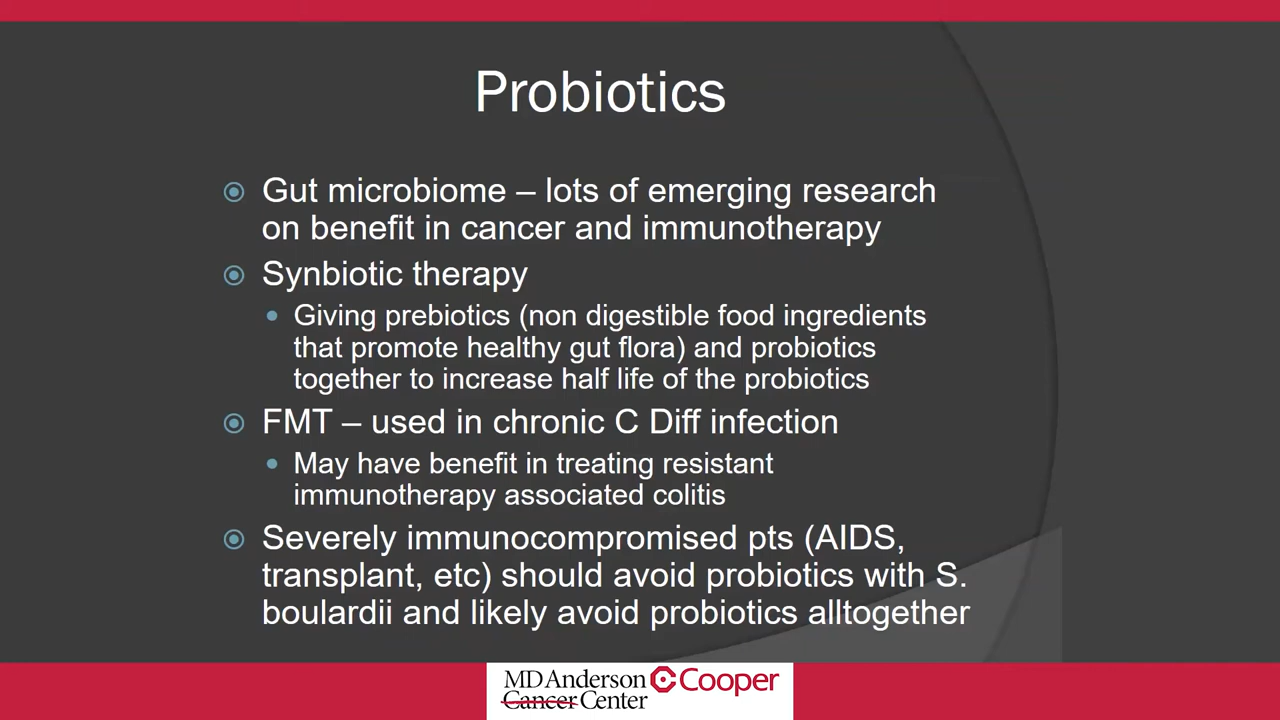 Probiotics
Gut microbiome – lots of emerging research
on benefit in cancer and immunotherapy
Synbiotic therapy
Giving prebiotics (non digestible food ingredients
that promote healthy gut flora) and probiotics
together to increase half life of the probiotics
FMT – used in chronic C Diff infection
May have benefit in treating resistant
immunotherapy associated colitis
Severely immunocompromised pts (AIDS,
transplant, etc) should avoid probiotics with S.
boulardii and likely avoid probiotics alltogether
MD Anderson Cooper
Cancer Center